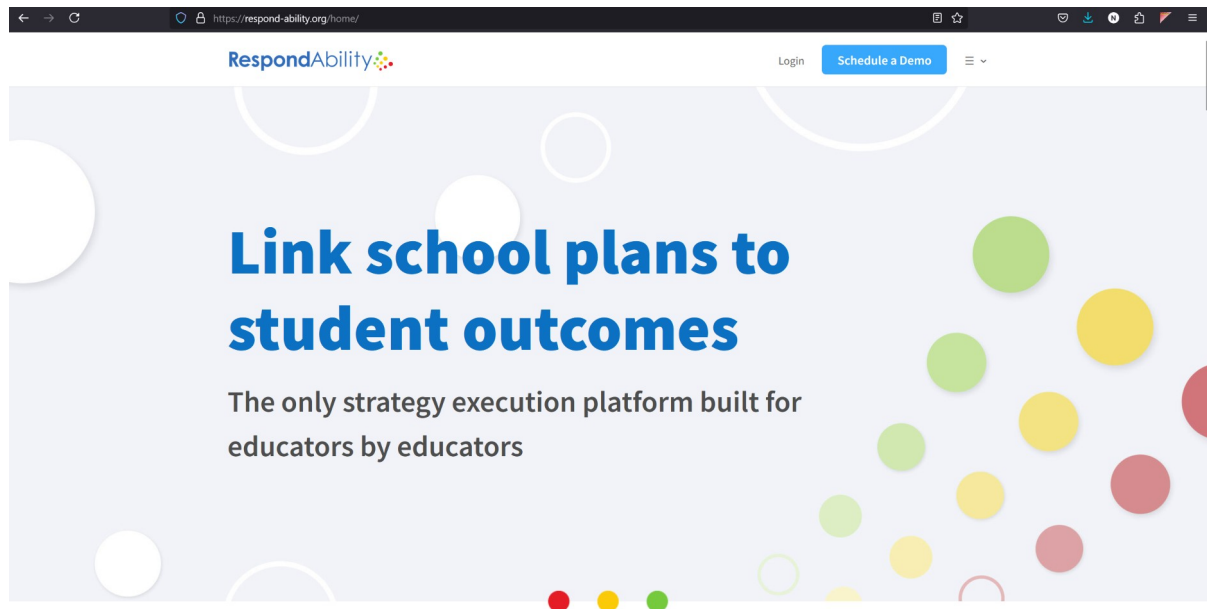 https://respond-ability.org/home/
RespondAbility
Login
Schedule a Demo
Link school plans to
student outcomes
The only strategy execution platform built for
educators by educators